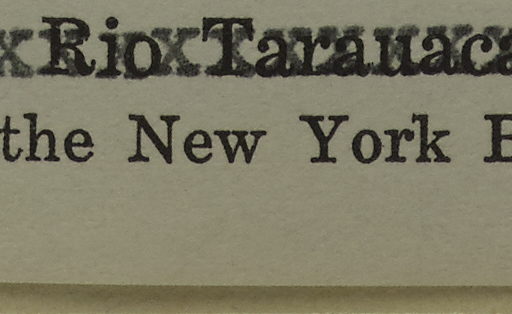 Rio Tarauaca
the New York